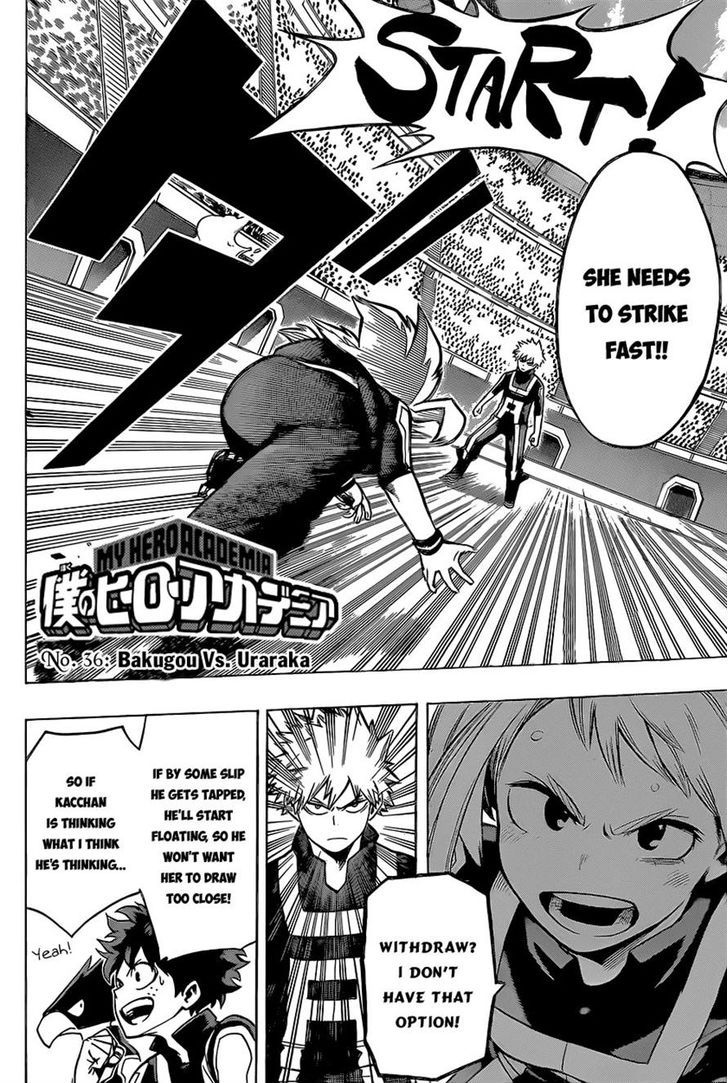 START!
SHE NEEDS
TO STRIKE
FAST!!
ダ
MY HERO ACADEMIA
僕のヒーローアカデミア
No. 36: Bakugou Vs. Uraraka
WITHDRAW?
I DON'T
HAVE THAT
OPTION!
IF BY SOME SLIP
HE GETS TAPPED,
HE'LL START
FLOATING, SO HE
WON'T WANT
HER TO DRAW
TOO CLOSE!
SO IF
KACCHAN
IS THINKING
WHAT I THINK
HE'S THINKING...
Yeah!